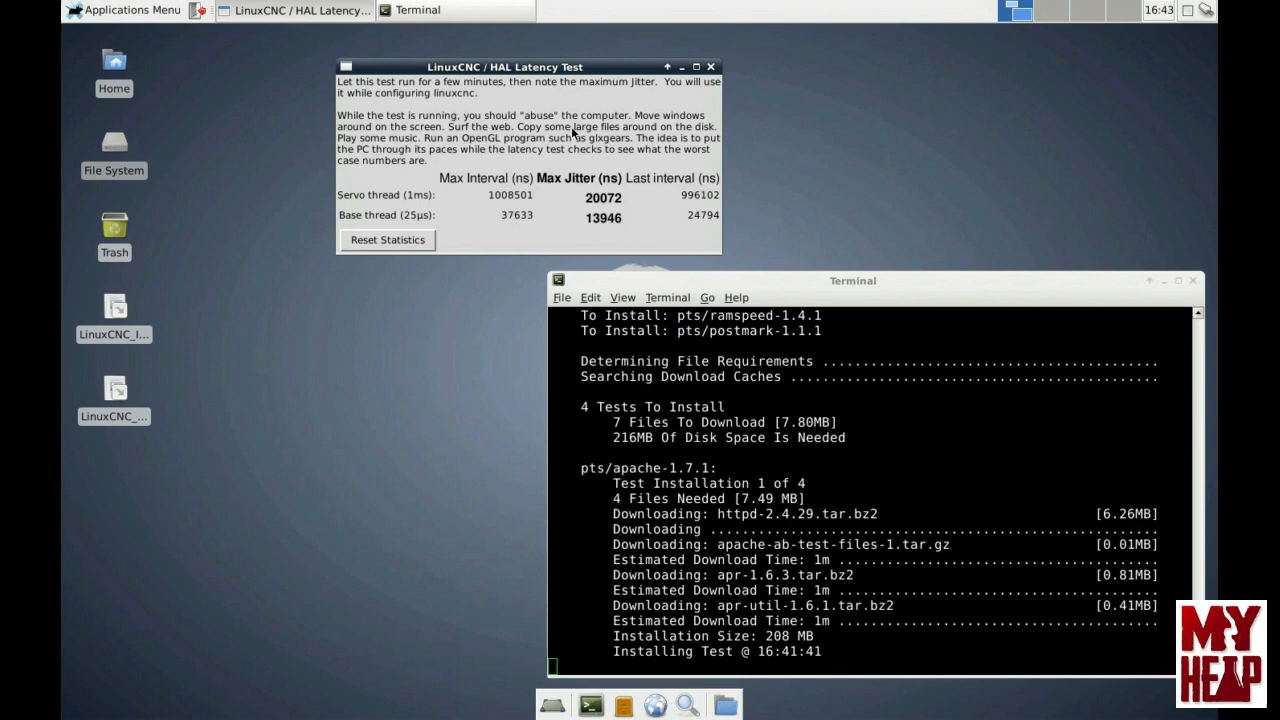 Applications Menu
LinuxCNC / HAL Latency...
Terminal
16:43
Home
File System
Trash
LinuxCNC_I...
LinuxCNC_...
LinuxCNC / HAL Latency Test
Let this test run for a few minutes, then note the maximum Jitter.  You will use
it while configuring linuxcnc.
While the test is running, you should "abuse" the computer. Move windows
around on the screen. Surf the web. Copy some large files around on the disk.
Play some music. Run an OpenGL program such as glxgears. The idea is to put
the PC through its paces while the latency test checks to see what the worst
case numbers are.
Max Interval (ns) Max Jitter (ns) Last interval (ns)
Servo thread (1ms): 1008501 20072 996102
Base thread (25µs): 37633 13946 24794
Reset Statistics
Terminal
File Edit View Terminal Go Help
To Install: pts/ramspeed-1.4.1
To Install: pts/postmark-1.1.1
Determining File Requirements ..........................................
Searching Download Caches ..............................................
4 Tests To Install
7 Files To Download [7.80MB]
216MB Of Disk Space Is Needed
pts/apache-1.7.1:
Test Installation 1 of 4
4 Files Needed [7.49 MB]
Downloading: httpd-2.4.29.tar.bz2 [6.26MB]
Downloading ........................................................
Downloading: apache-ab-test-files-1.tar.gz [0.01MB]
Estimated Download Time: 1m ........................................
Downloading: apr-1.6.3.tar.bz2 [0.81MB]
Estimated Download Time: 1m ........................................
Downloading: apr-util-1.6.1.tar.bz2 [0.41MB]
Estimated Download Time: 1m ........................................
Installation Size: 208 MB
Installing Test @ 16:41:41
MY
HEAP